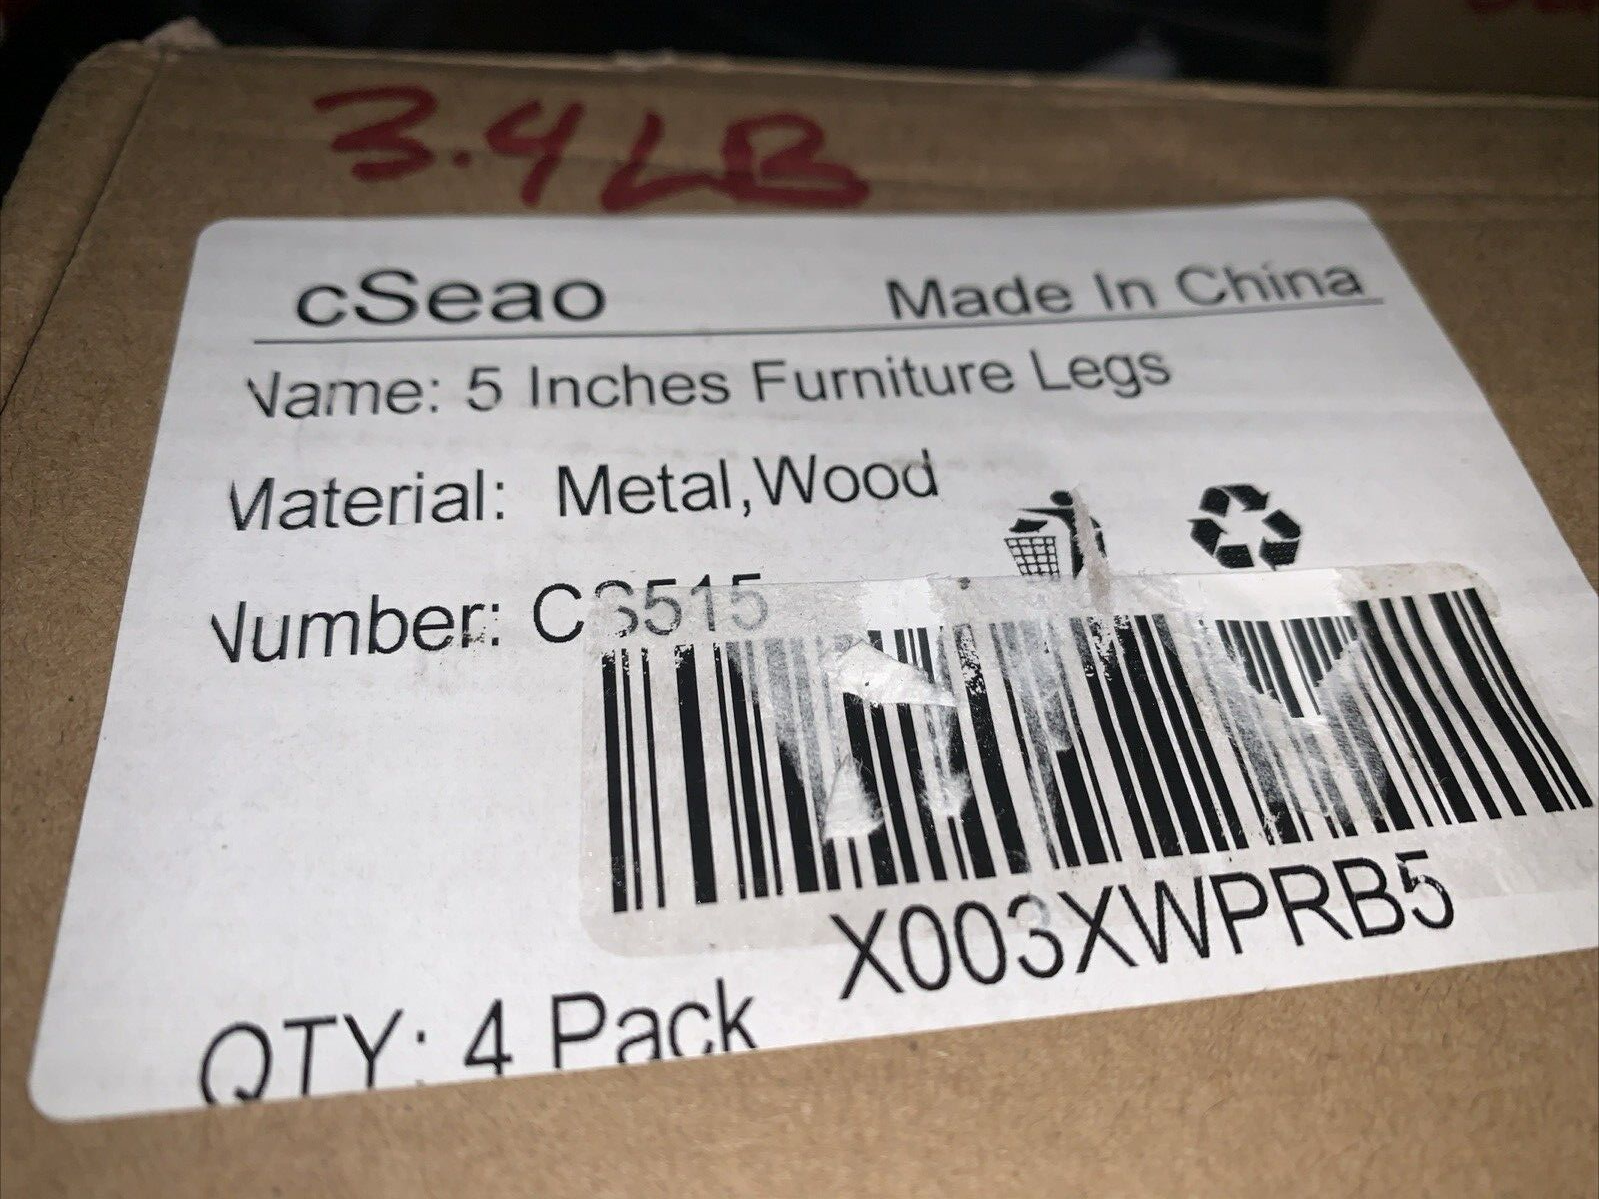 3.4LB
cSeao Made In China
Name: 5 Inches Furniture Legs
Material: Metal,Wood
Number: CS515
X003XWPRB5
QTY: 4 Pack